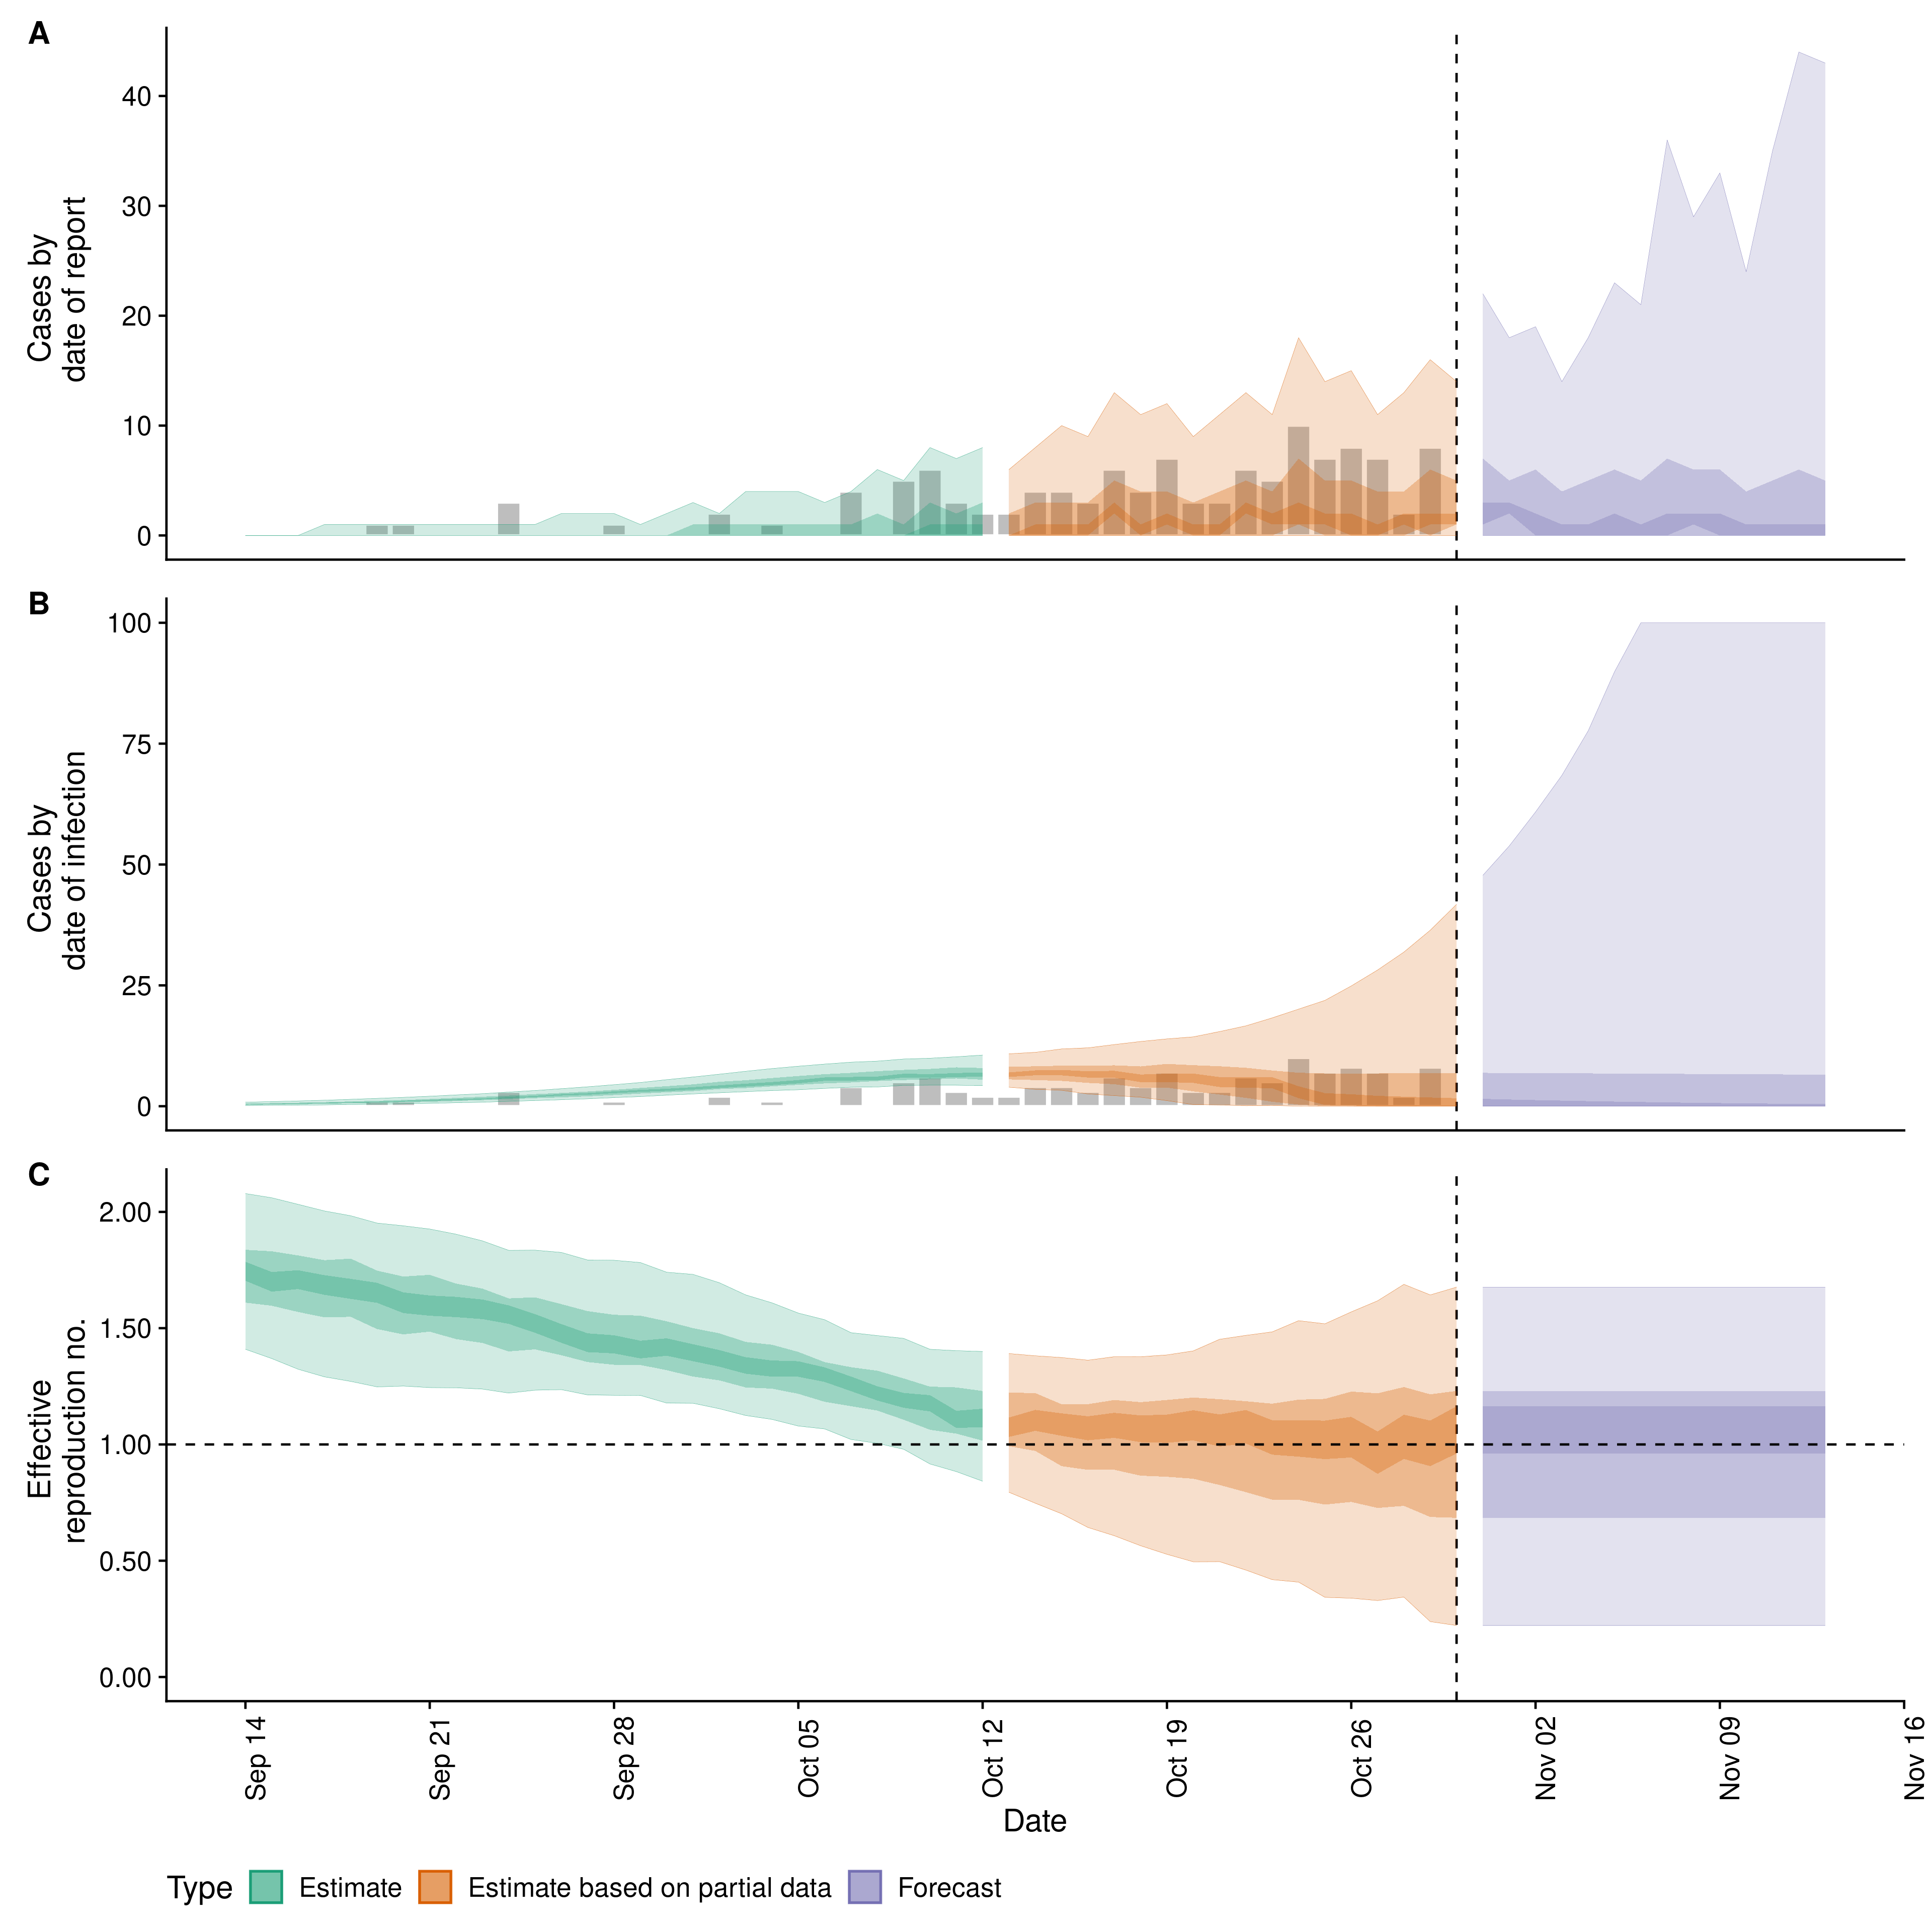 A
40
30
20
10
0
Cases by
date of report
B
100
75
50
25
0
Cases by
date of infection
C
2.00
1.50
1.00
0.50
0.00
Effective
reproduction no.
Sep 14
Sep 21
Sep 28
Oct 05
Oct 12
Oct 19
Oct 26
Nov 02
Nov 09
Nov 16
Date
Type Estimate Estimate based on partial data Forecast